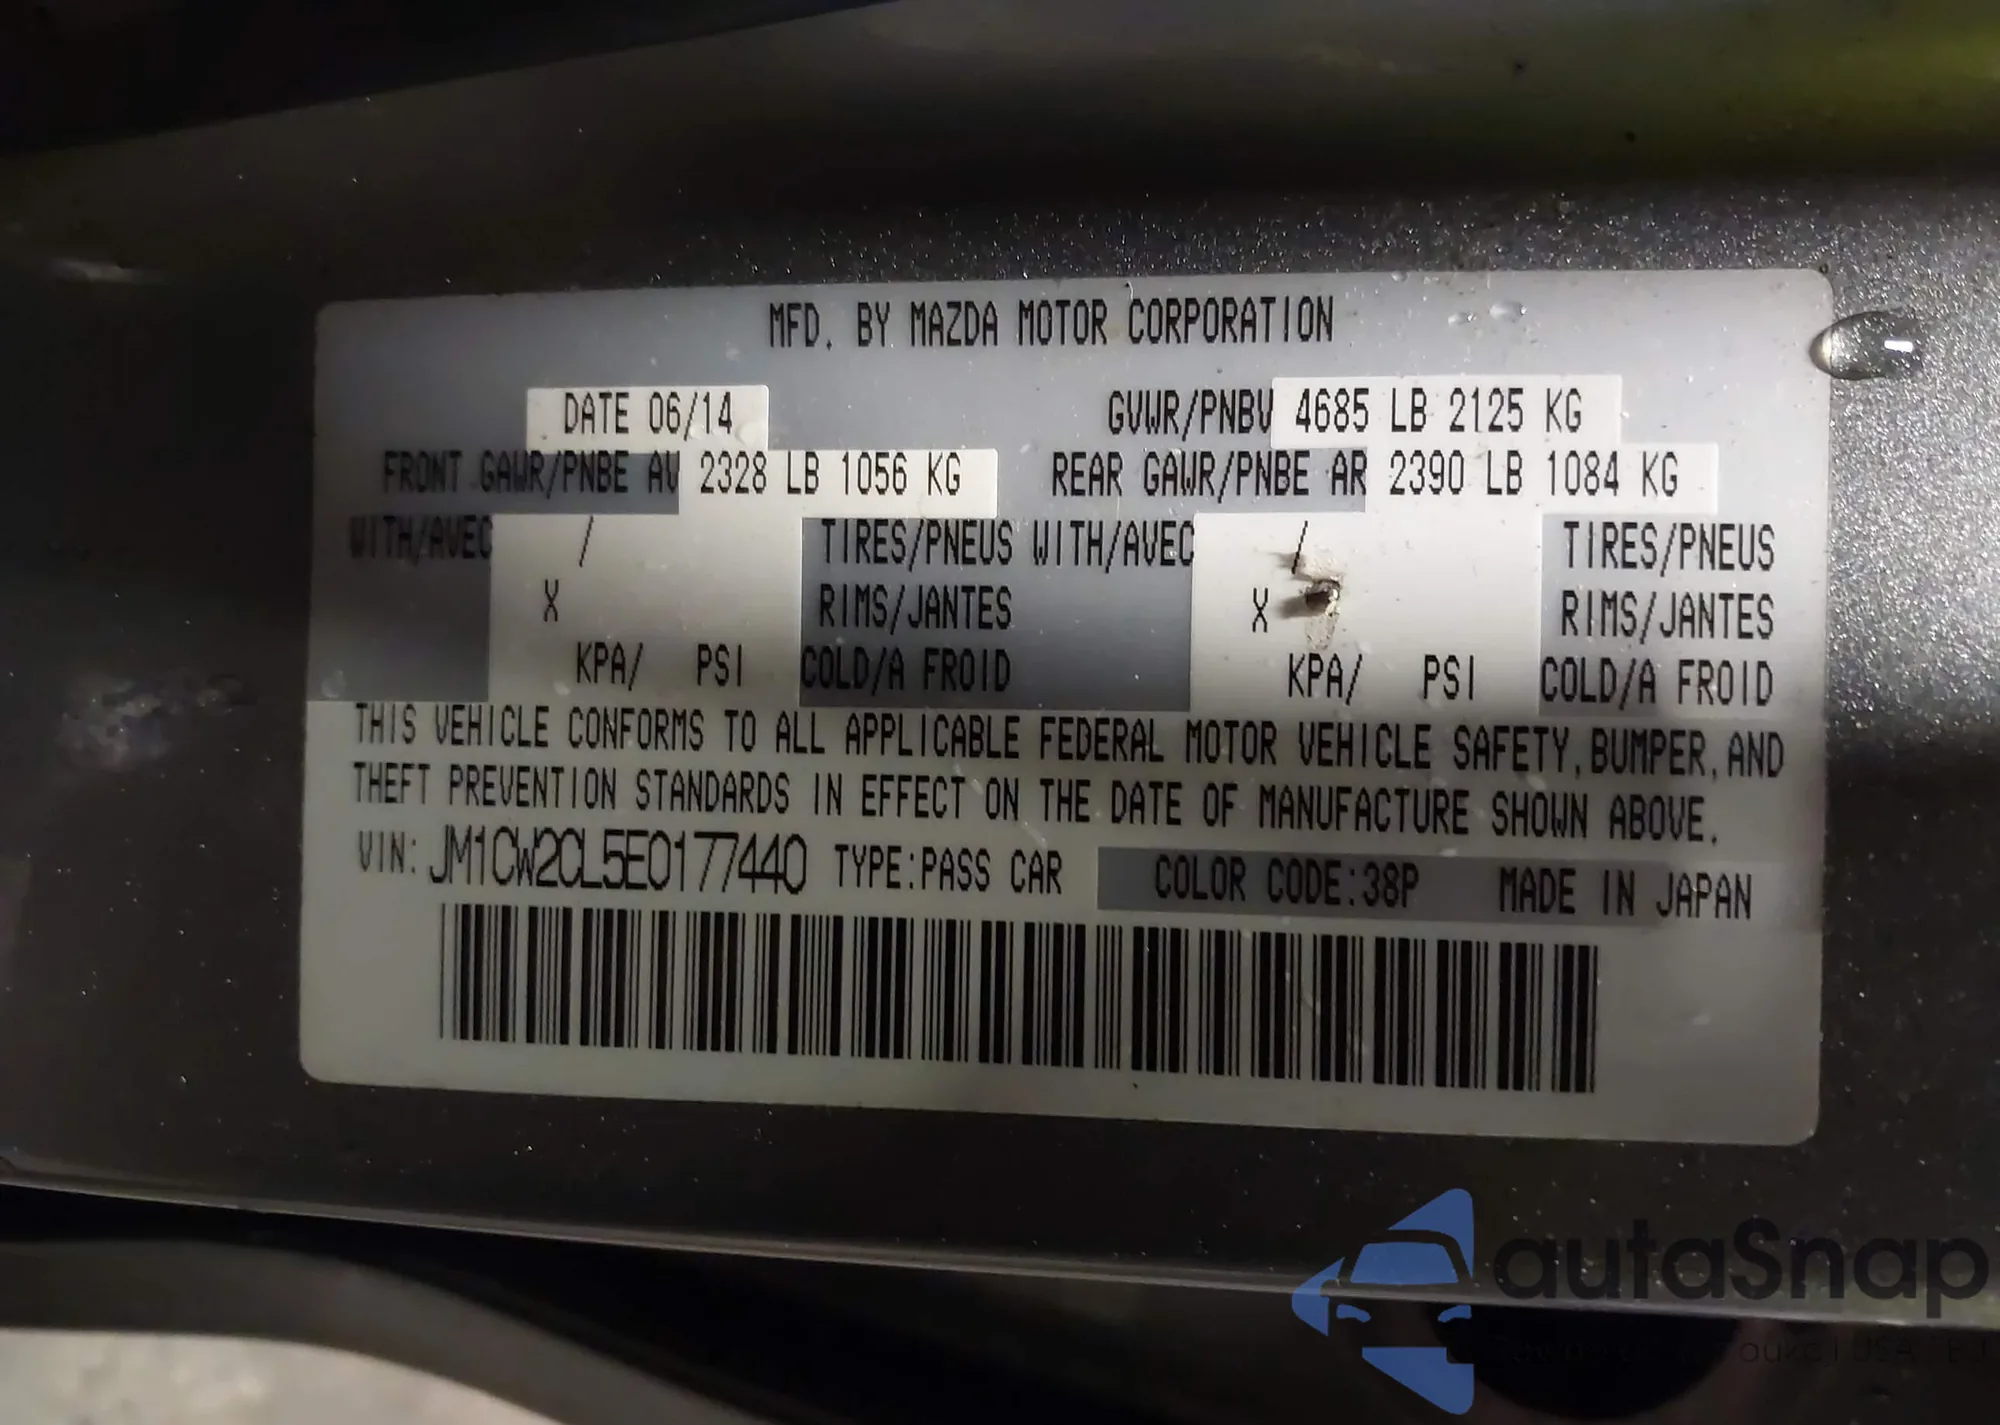 MFD. BY MAZDA MOTOR CORPORATION
DATE 06/14 GVWR/PNBV 4685 LB 2125 KG
FRONT GAWR/PNBE AV 2328 LB 1056 KG REAR GAWR/PNBE AR 2390 LB 1084 KG
WITH/AVEC / TIRES/PNEUS WITH/AVEC / TIRES/PNEUS
X RIMS/JANTES X RIMS/JANTES
KPA/ PSI COLD/A FROID KPA/ PSI COLD/A FROID
THIS VEHICLE CONFORMS TO ALL APPLICABLE FEDERAL MOTOR VEHICLE SAFETY, BUMPER, AND
THEFT PREVENTION STANDARDS IN EFFECT ON THE DATE OF MANUFACTURE SHOWN ABOVE.
VIN: JM1CW2CL5E0177440 TYPE:PASS CAR COLOR CODE:38P MADE IN JAPAN
autaSnap
USA